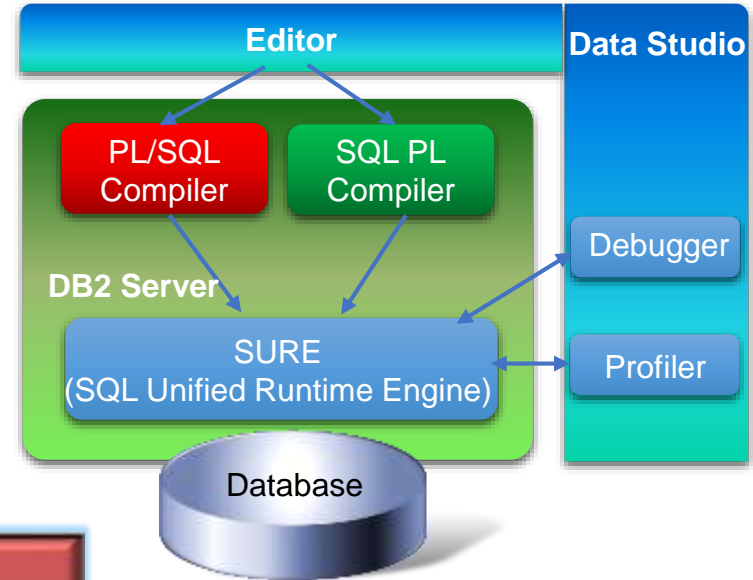 Editor
Data Studio
PL/SQL
Compiler
SQL PL
Compiler
Debugger
DB2 Server
SURE
(SQL Unified Runtime Engine)
Profiler
Database